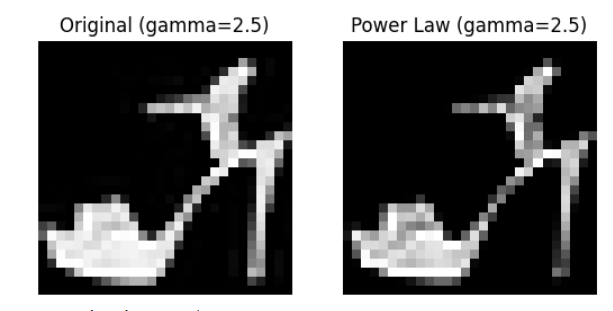 Original (gamma=2.5)
Power Law (gamma=2.5)